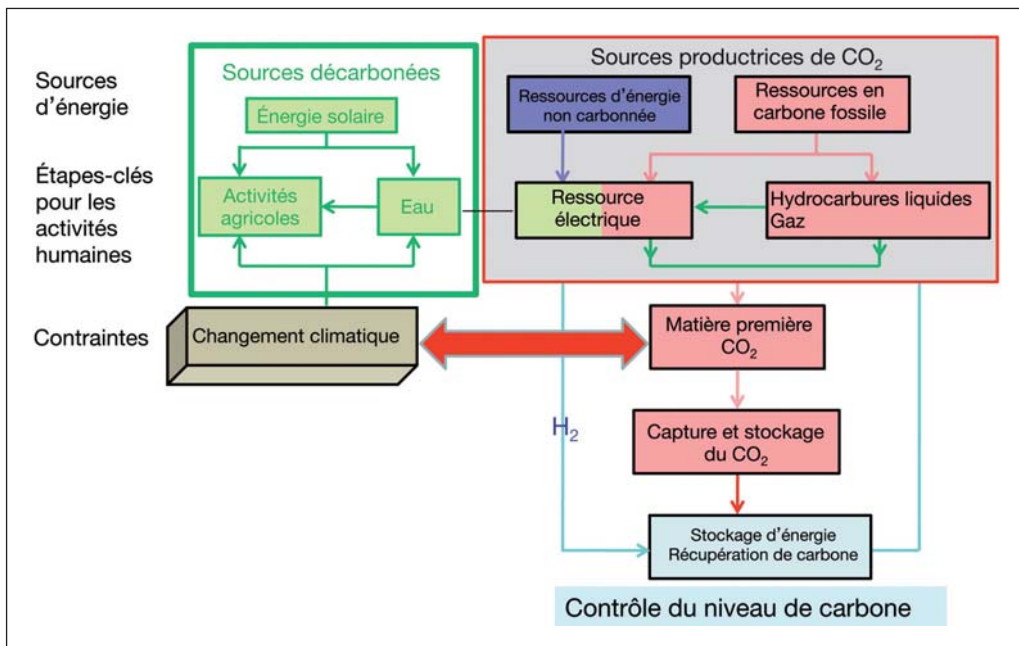 Sources
d'énergie
Sources décarbonées
Énergie solaire
Sources productrices de CO₂
Ressources d'énergie
non carbonnée
Ressources en
carbone fossile
Étapes-clés
pour les
activités
humaines
Activités
agricoles
Eau
Ressource
électrique
Hydrocarbures liquides
Gaz
Contraintes
Changement climatique
Matière première
CO₂
H₂
Capture et stockage
du CO₂
Stockage d'énergie
Récupération de carbone
Contrôle du niveau de carbone